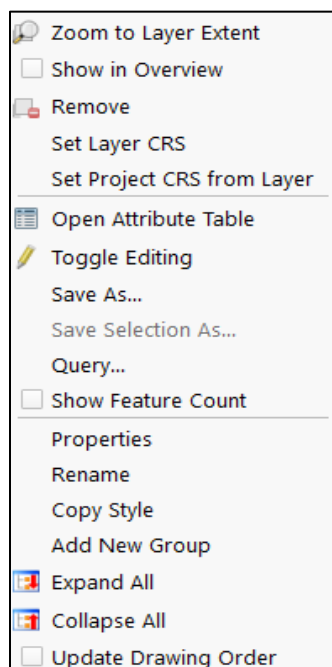 Zoom to Layer Extent
Show in Overview
Remove
Set Layer CRS
Set Project CRS from Layer
Open Attribute Table
Toggle Editing
Save As...
Save Selection As...
Query...
Show Feature Count
Properties
Rename
Copy Style
Add New Group
Expand All
Collapse All
Update Drawing Order